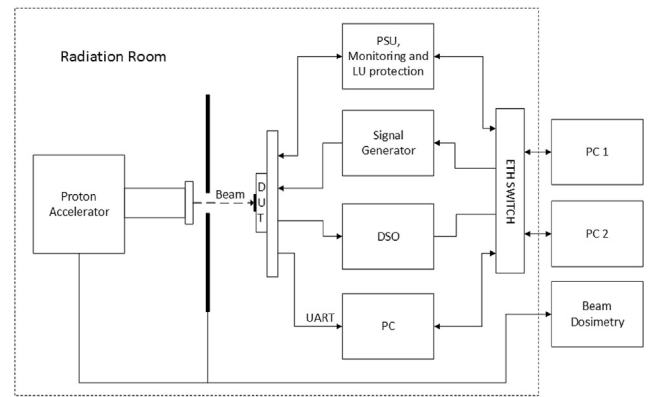 Radiation Room
PSU,
Monitoring and
LU protection
Signal
Generator
Proton
Accelerator
Beam
DUT
DSO
UART
PC
ETH SWITCH
PC 1
PC 2
Beam
Dosimetry